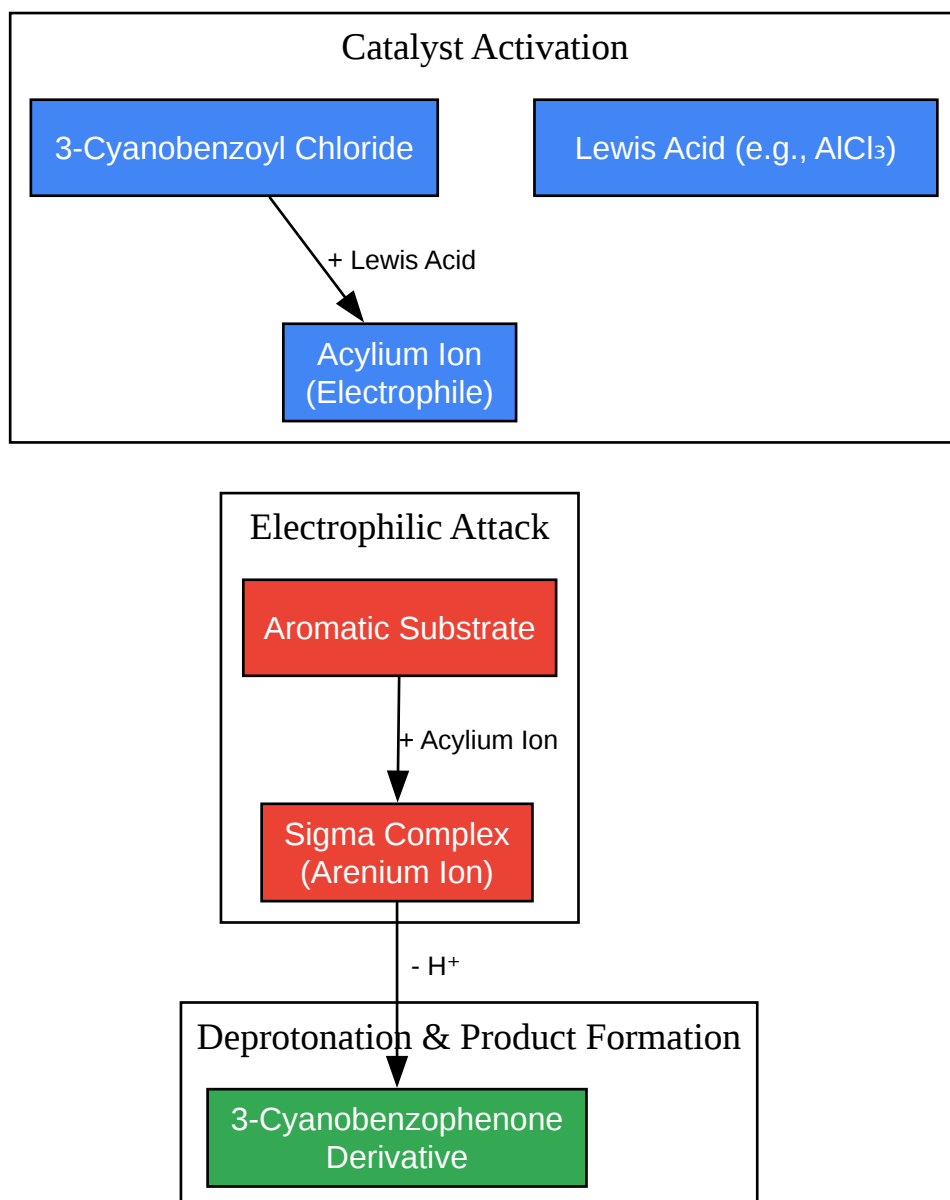 Catalyst Activation
3-Cyanobenzoyl Chloride
Lewis Acid (e.g., AlCl₃)
+ Lewis Acid
Acylium Ion
(Electrophile)
Electrophilic Attack
Aromatic Substrate
+ Acylium Ion
Sigma Complex
(Arenium Ion)
- H⁺
Deprotonation & Product Formation
3-Cyanobenzophenone
Derivative